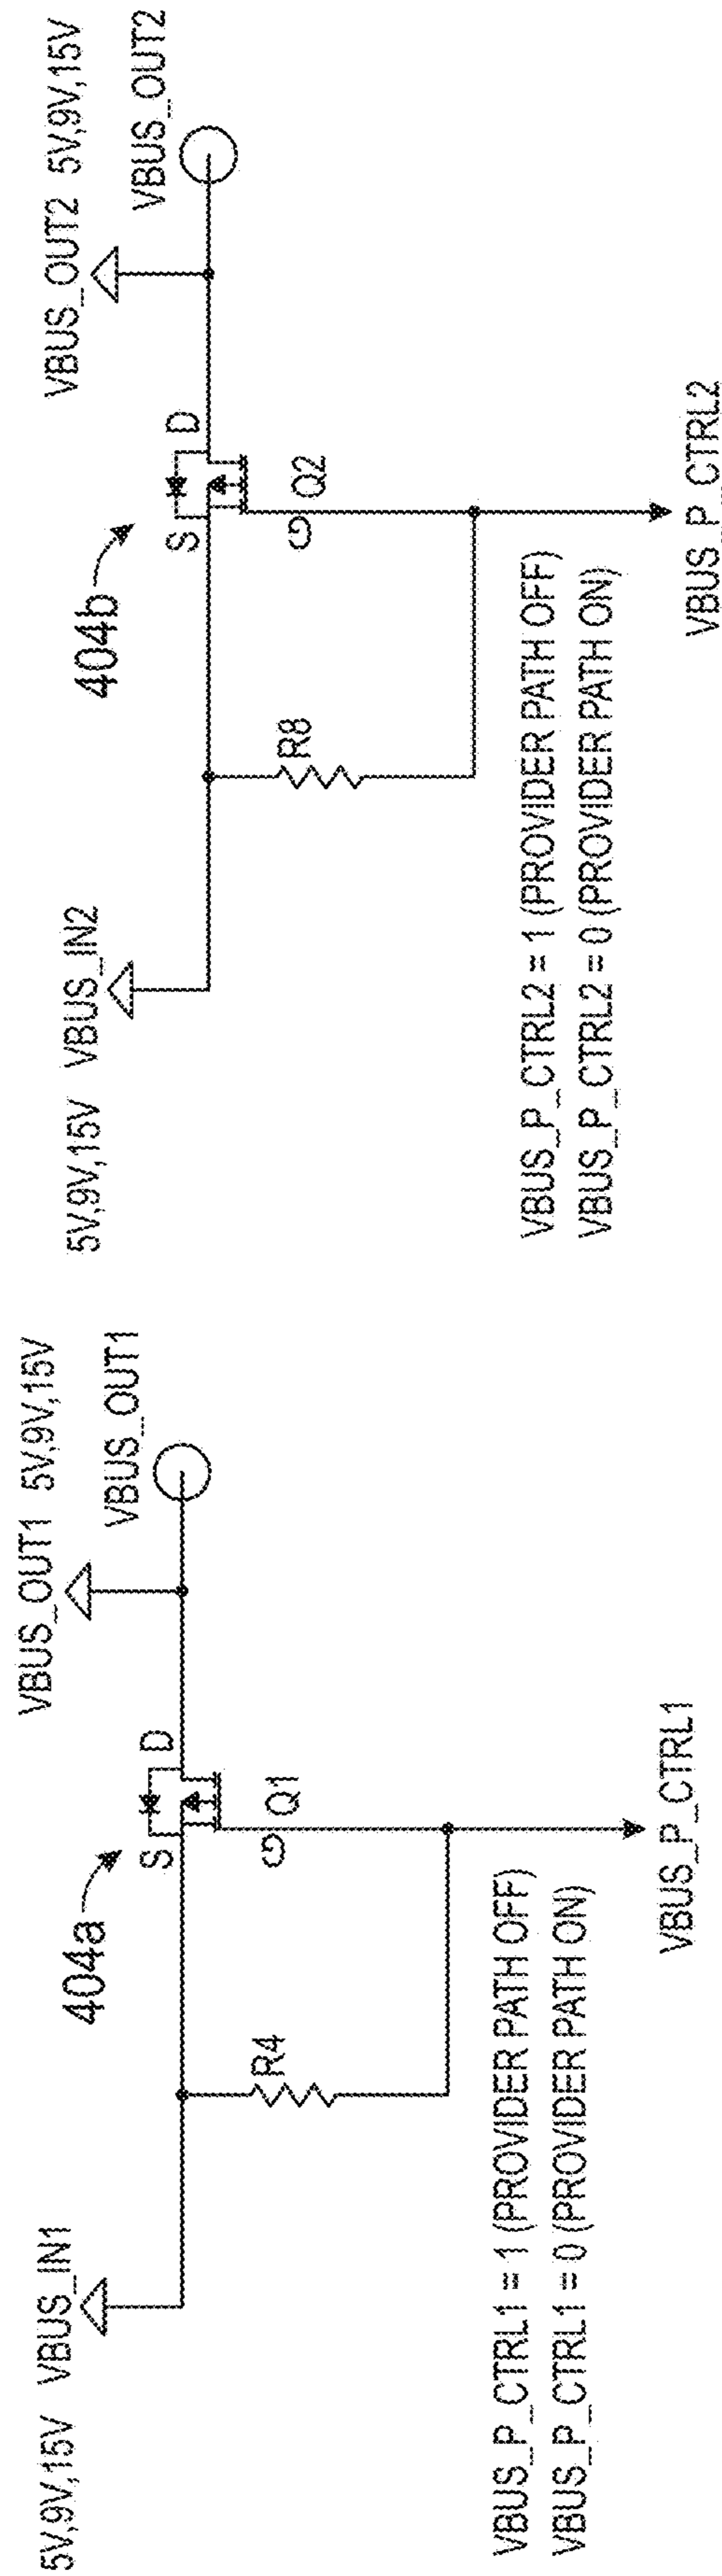 5V,9V,15V VBUS_IN1
VBUS_OUT1 5V,9V,15V
VBUS_OUT1
404a
S
D
G
Q1
R4
VBUS_P_CTRL1 = 1 (PROVIDER PATH OFF)
VBUS_P_CTRL1 = 0 (PROVIDER PATH ON)
VBUS_P_CTRL1
5V,9V,15V VBUS_IN2
VBUS_OUT2 5V,9V,15V
VBUS_OUT2
404b
S
D
G
Q2
R8
VBUS_P_CTRL2 = 1 (PROVIDER PATH OFF)
VBUS_P_CTRL2 = 0 (PROVIDER PATH ON)
VBUS_P_CTRL2